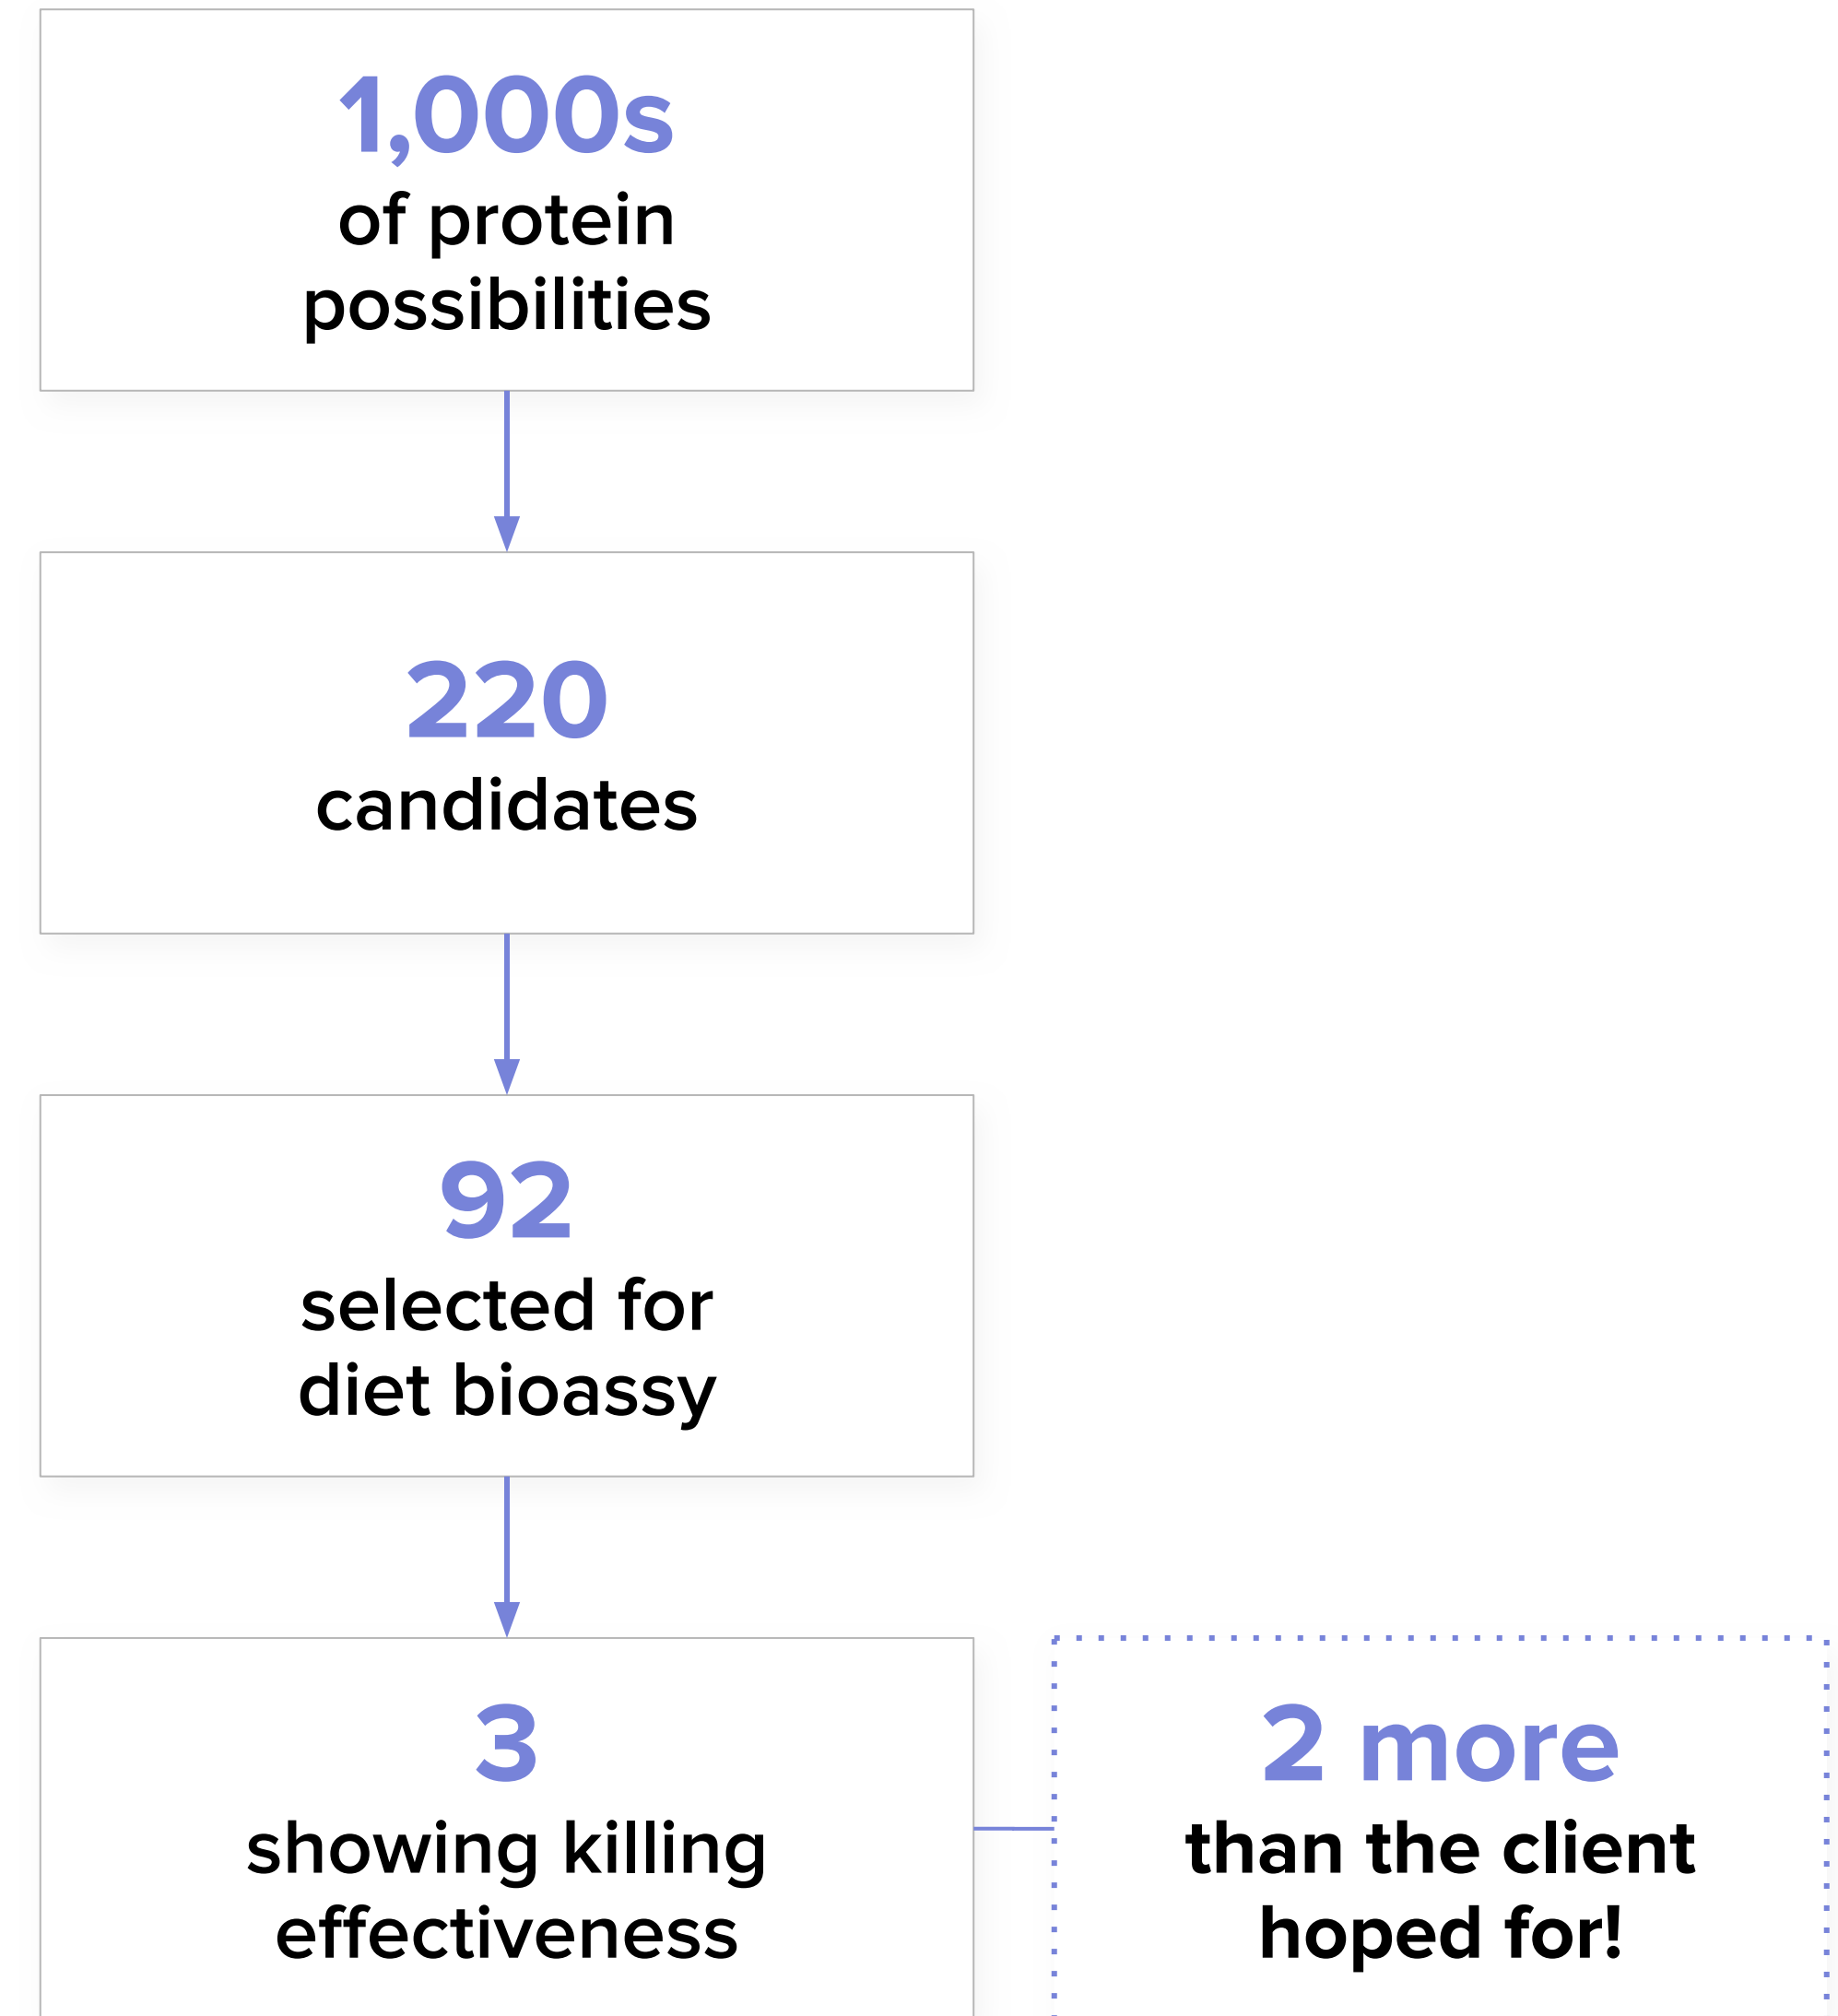 1,000s
of protein
possibilities
220
candidates
92
selected for
diet bioassy
3
showing killing
effectiveness
2 more
than the client
hoped for!